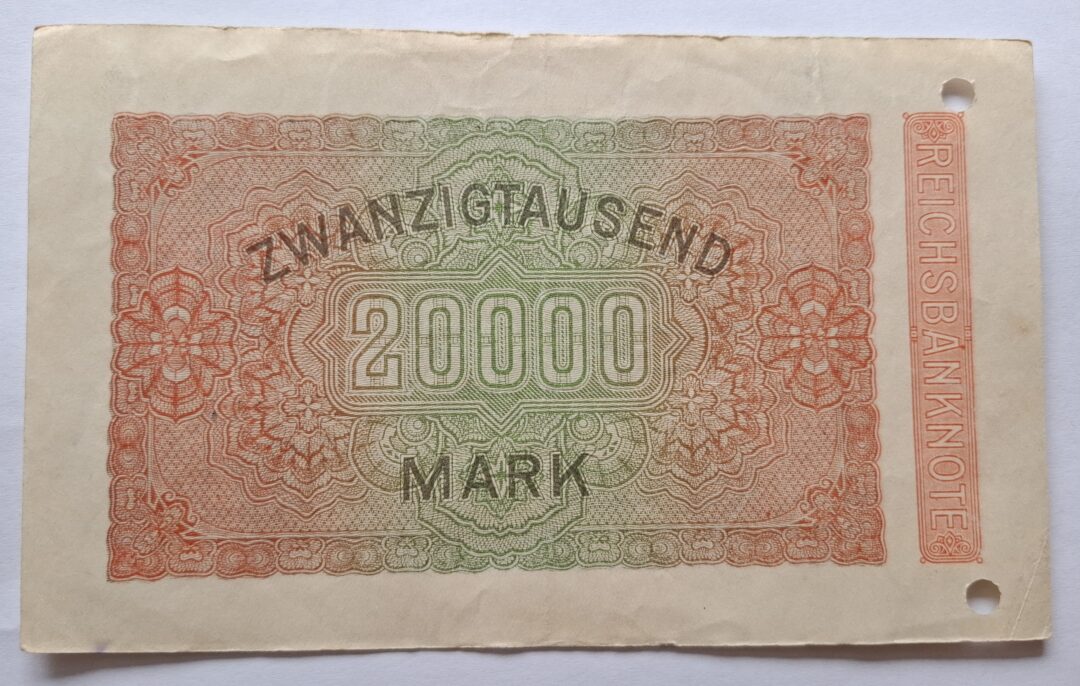 ZWANZIGTAUSEND
20000
MARK
REICHSBANKNOTE